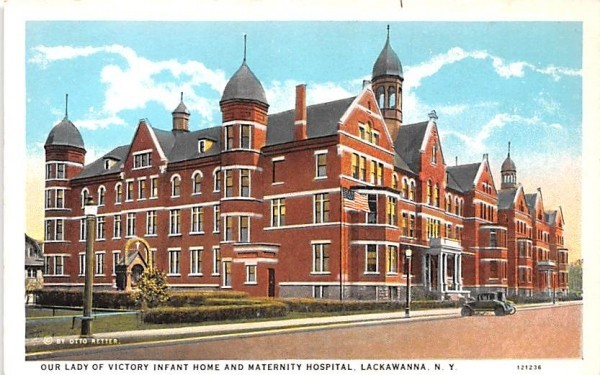 © BY OTTO RETTER.
OUR LADY OF VICTORY INFANT HOME AND MATERNITY HOSPITAL, LACKAWANNA, N. Y. 121236